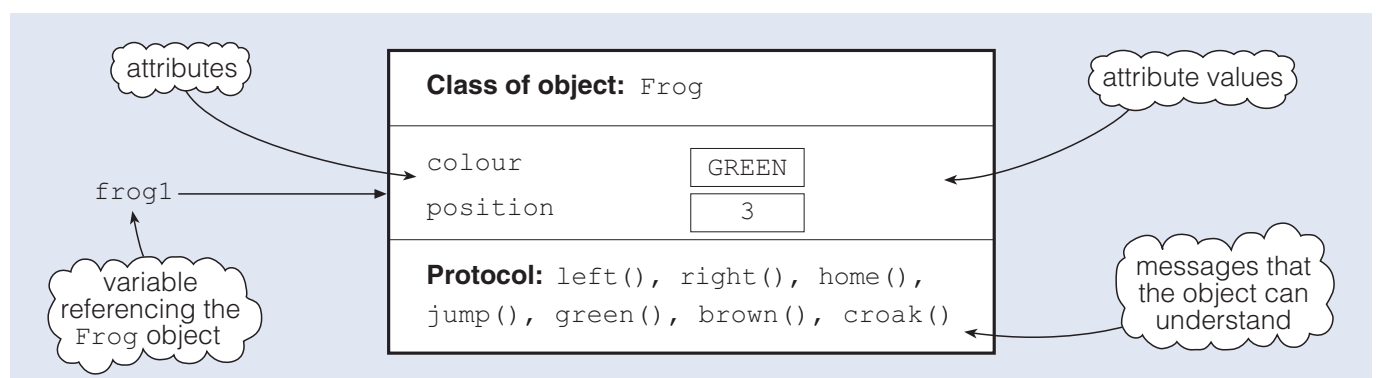 attributes
Class of object: Frog
attribute values
colour GREEN
frog1
position 3
variable
referencing the
Frog object
Protocol: left(), right(), home(),
jump(), green(), brown(), croak()
messages that
the object can
understand